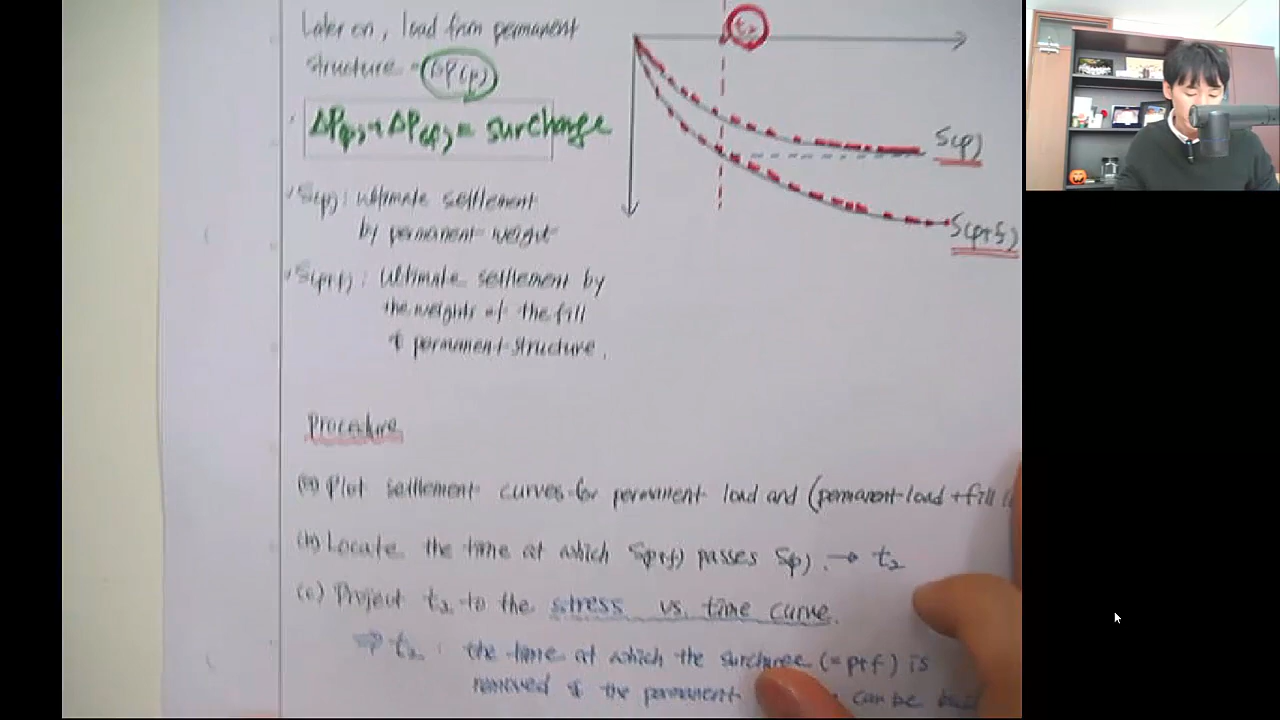 Later on, load from permanent
structure = ΔP(p)
ΔP(p) + ΔP(f) = surcharge
S(p) : ultimate settlement
by permanent weight
S(p+f) : ultimate settlement by
the weights of the fill
& permanent structure.
t₂
S(p)
S(p+f)
Procedure
(a) Plot settlement curves for permanent load and (permanent load + fill
(b) Locate the time at which S(p+f) passes S(p). → t₂
(c) Project t₂ to the stress vs. time curve.
⇒ t₂ : the time at which the surcharge (= p+f) is
removed & the permanent can be